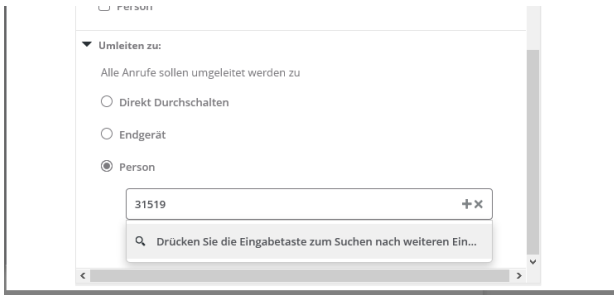 Person
Umleiten zu:
Alle Anrufe sollen umgeleitet werden zu
Direkt Durchschalten
Endgerät
Person
31519
Drücken Sie die Eingabetaste zum Suchen nach weiteren Ein...